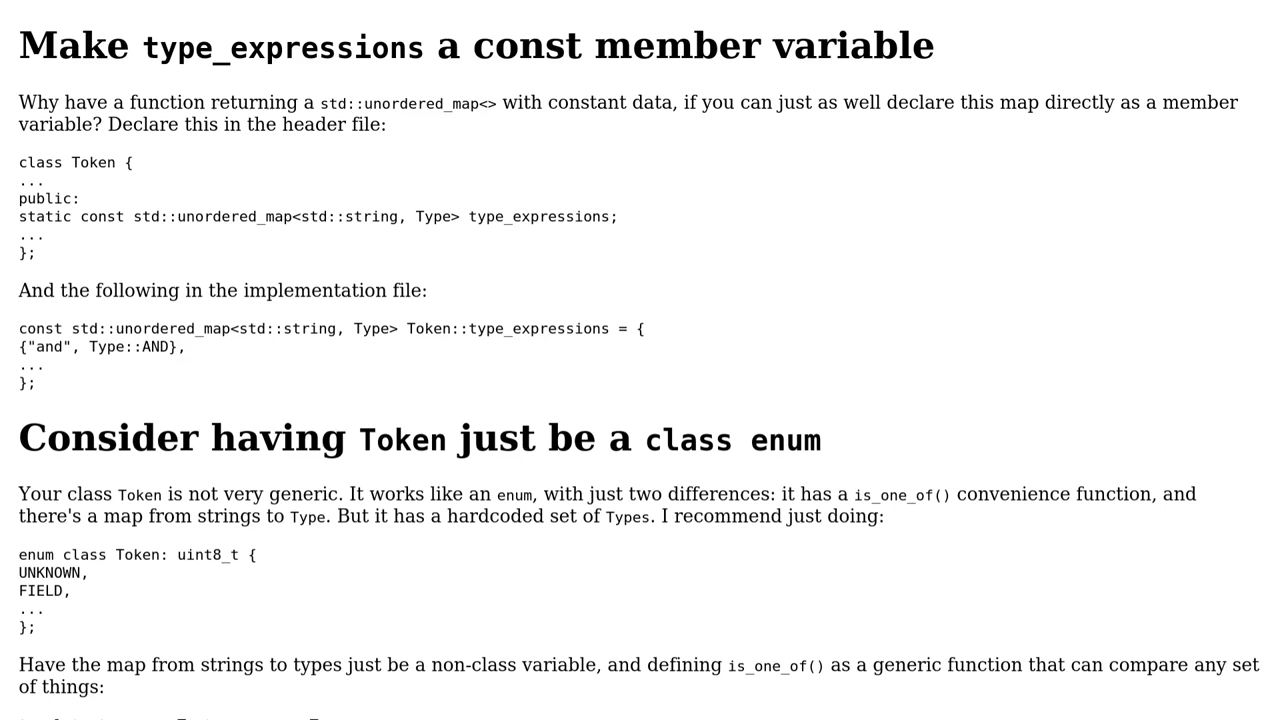 Make type_expressions a const member variable
Why have a function returning a std::unordered_map<> with constant data, if you can just as well declare this map directly as a member
variable? Declare this in the header file:
class Token {
...
public:
static const std::unordered_map<std::string, Type> type_expressions;
...
};
And the following in the implementation file:
const std::unordered_map<std::string, Type> Token::type_expressions = {
{"and", Type::AND},
...
};
Consider having Token just be a class enum
Your class Token is not very generic. It works like an enum, with just two differences: it has a is_one_of() convenience function, and
there's a map from strings to Type. But it has a hardcoded set of Types. I recommend just doing:
enum class Token: uint8_t {
UNKNOWN,
FIELD,
...
};
Have the map from strings to types just be a non-class variable, and defining is_one_of() as a generic function that can compare any set
of things: